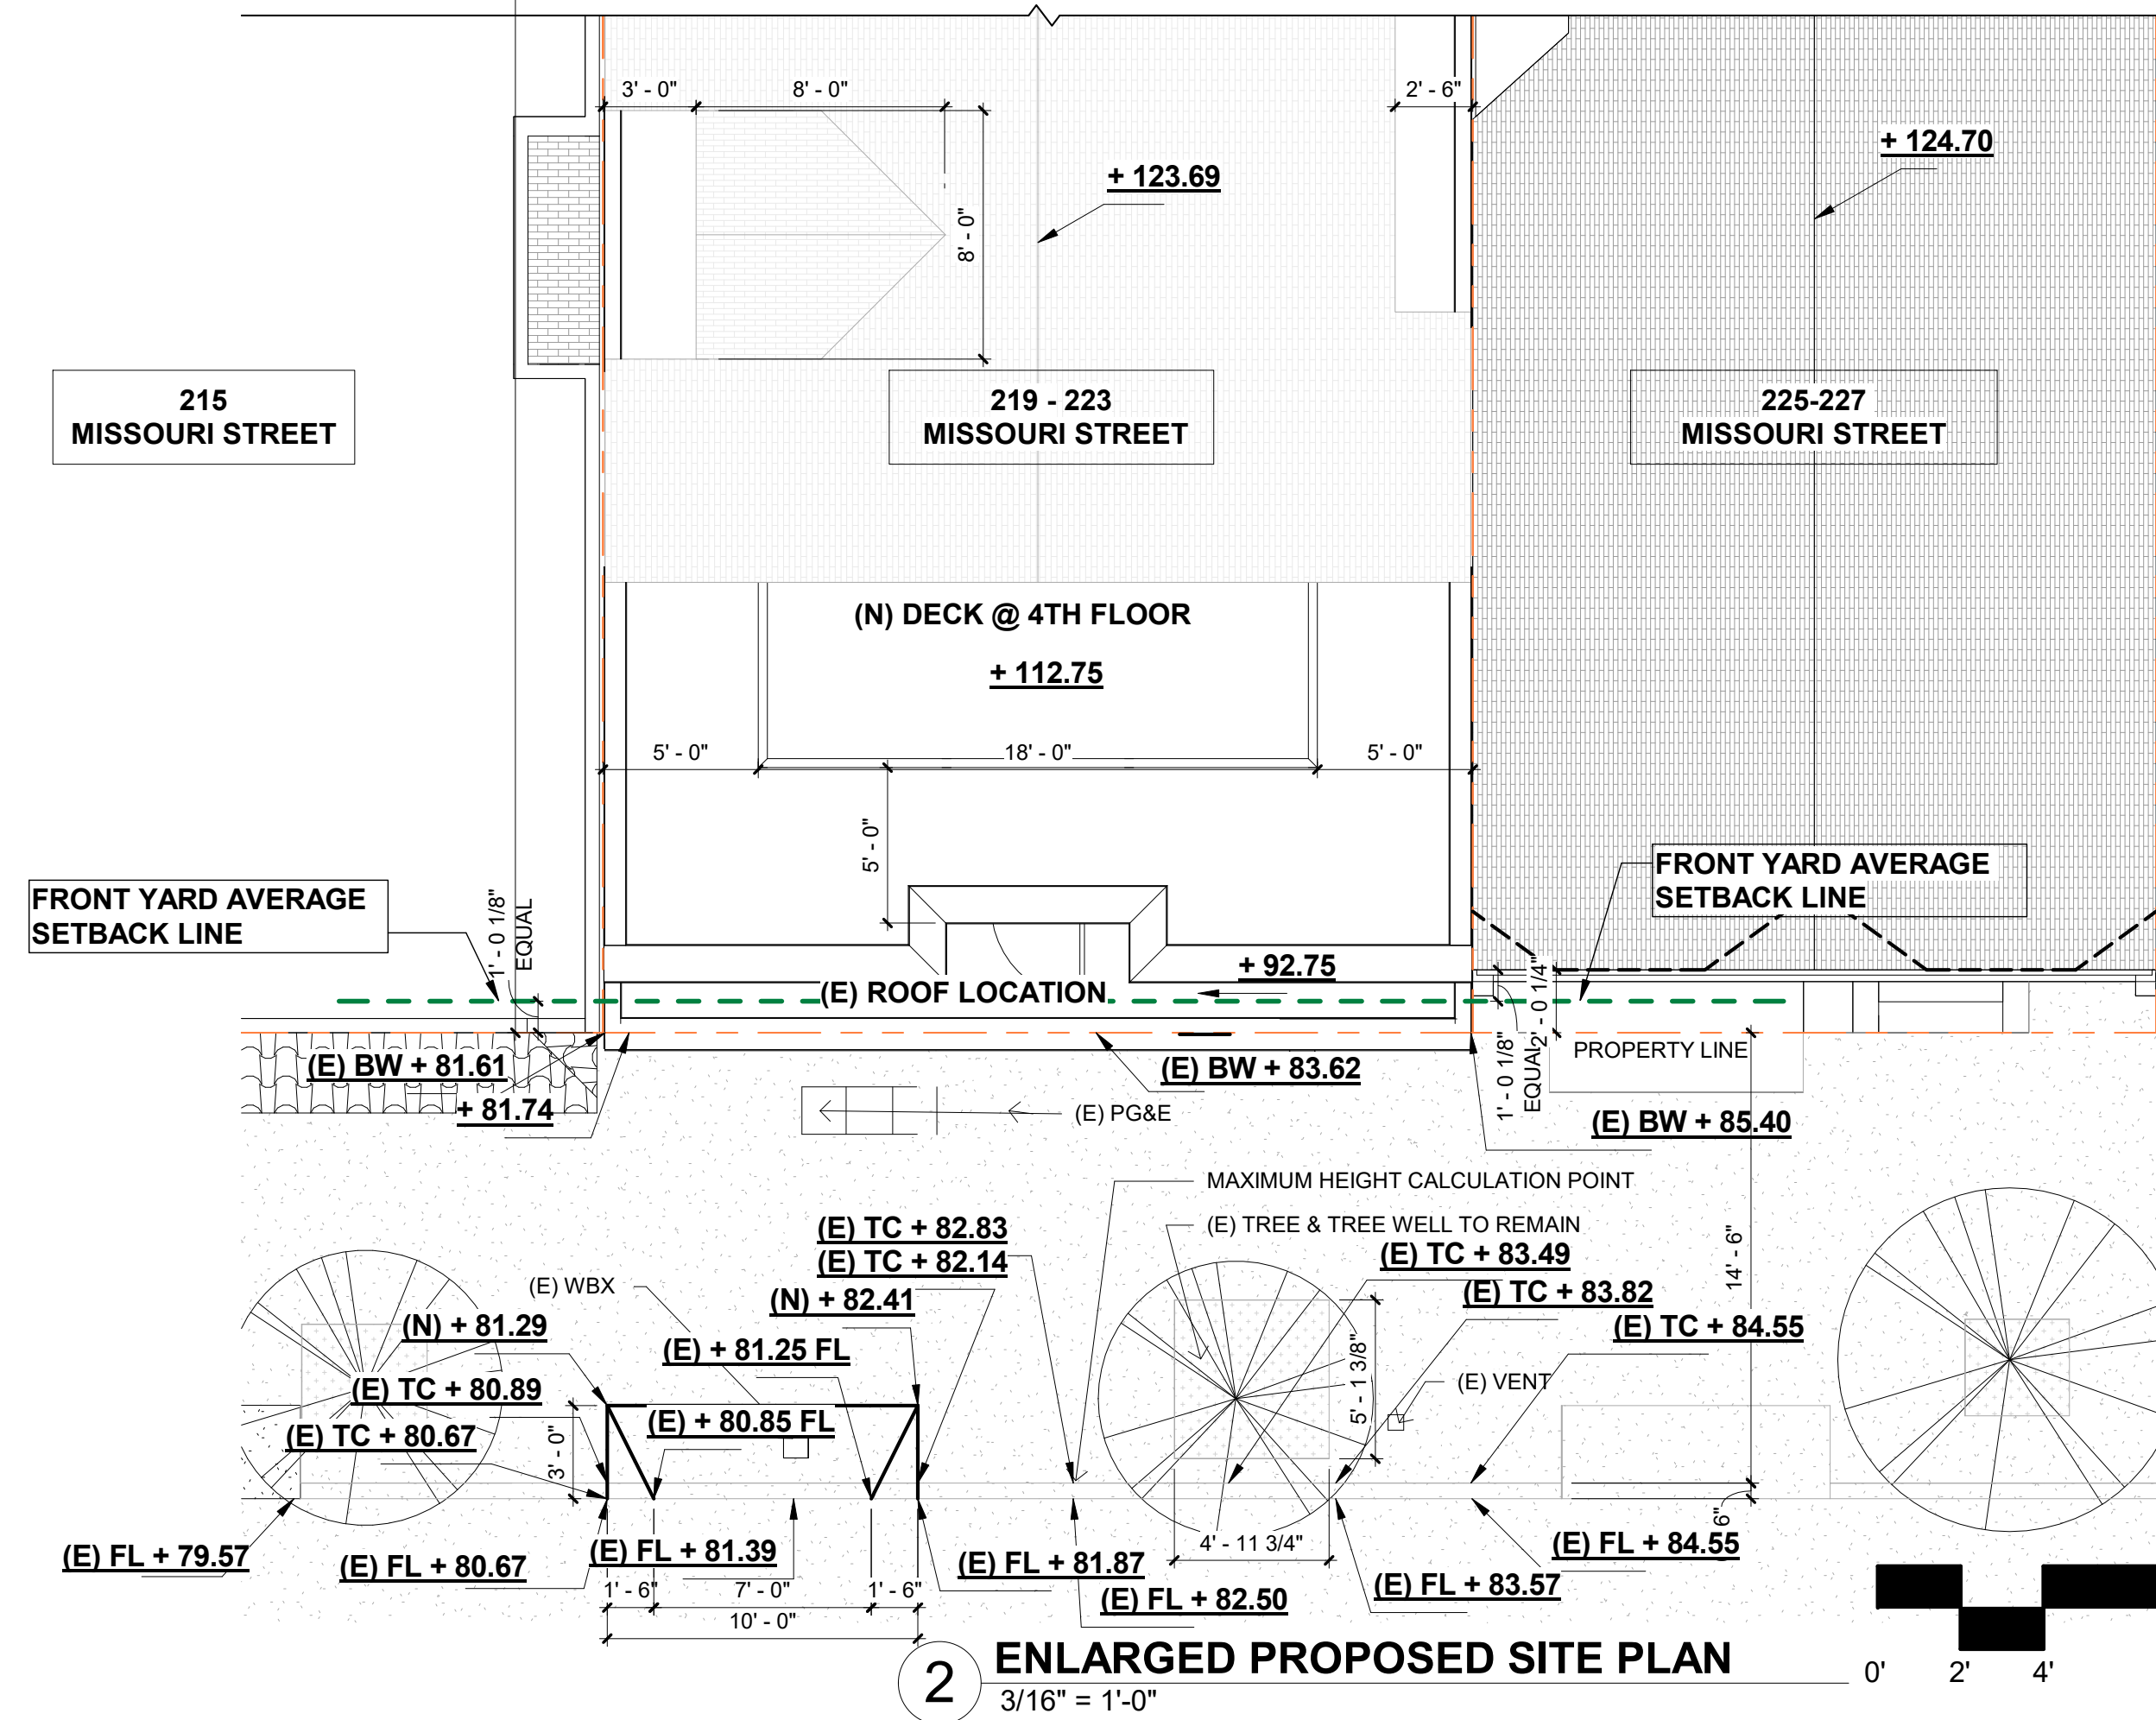 3' - 0"
8' - 0"
2' - 6"
+ 124.70
+ 123.69
8' - 0"
215
MISSOURI STREET
219 - 223
MISSOURI STREET
225-227
MISSOURI STREET
(N) DECK @ 4TH FLOOR
+ 112.75
5' - 0"
18' - 0"
5' - 0"
5' - 0"
FRONT YARD AVERAGE
SETBACK LINE
FRONT YARD AVERAGE
SETBACK LINE
1' - 0 1/8"
EQUAL
+ 92.75
(E) ROOF LOCATION
2' - 0 1/4"
1' - 0 1/8"
EQUAL
PROPERTY LINE
(E) BW + 81.61
+ 81.74
(E) BW + 83.62
(E) PG&E
(E) BW + 85.40
MAXIMUM HEIGHT CALCULATION POINT
(E) TREE & TREE WELL TO REMAIN
14' - 6"
(E) TC + 82.83
(E) TC + 82.14
(N) + 82.41
(E) TC + 83.49
(E) TC + 83.82
(E) TC + 84.55
(E) WBX
(N) + 81.29
(E) + 81.25 FL
(E) TC + 80.89
(E) + 80.85 FL
(E) TC + 80.67
3' - 0"
5' - 1 3/8"
(E) VENT
6"
4' - 11 3/4"
(E) FL + 79.57
(E) FL + 80.67
(E) FL + 81.39
(E) FL + 81.87
(E) FL + 82.50
(E) FL + 83.57
(E) FL + 84.55
1' - 6"
7' - 0"
1' - 6"
10' - 0"
2
ENLARGED PROPOSED SITE PLAN
3/16" = 1'-0"
0'
2'
4'